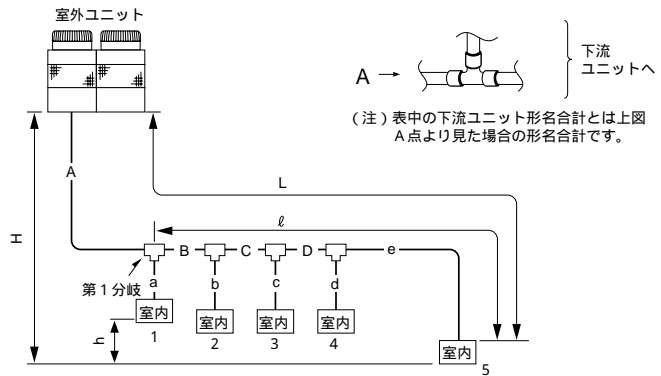 室外ユニット
下流
ユニットへ
A
（注）表中の下流ユニット形名合計とは上図
A点より見た場合の形名合計です。
A
L
H
ℓ
B
C
D
e
第1分岐
a
b
c
d
室内
室内
室内
室内
h
1
2
3
4
室内
5